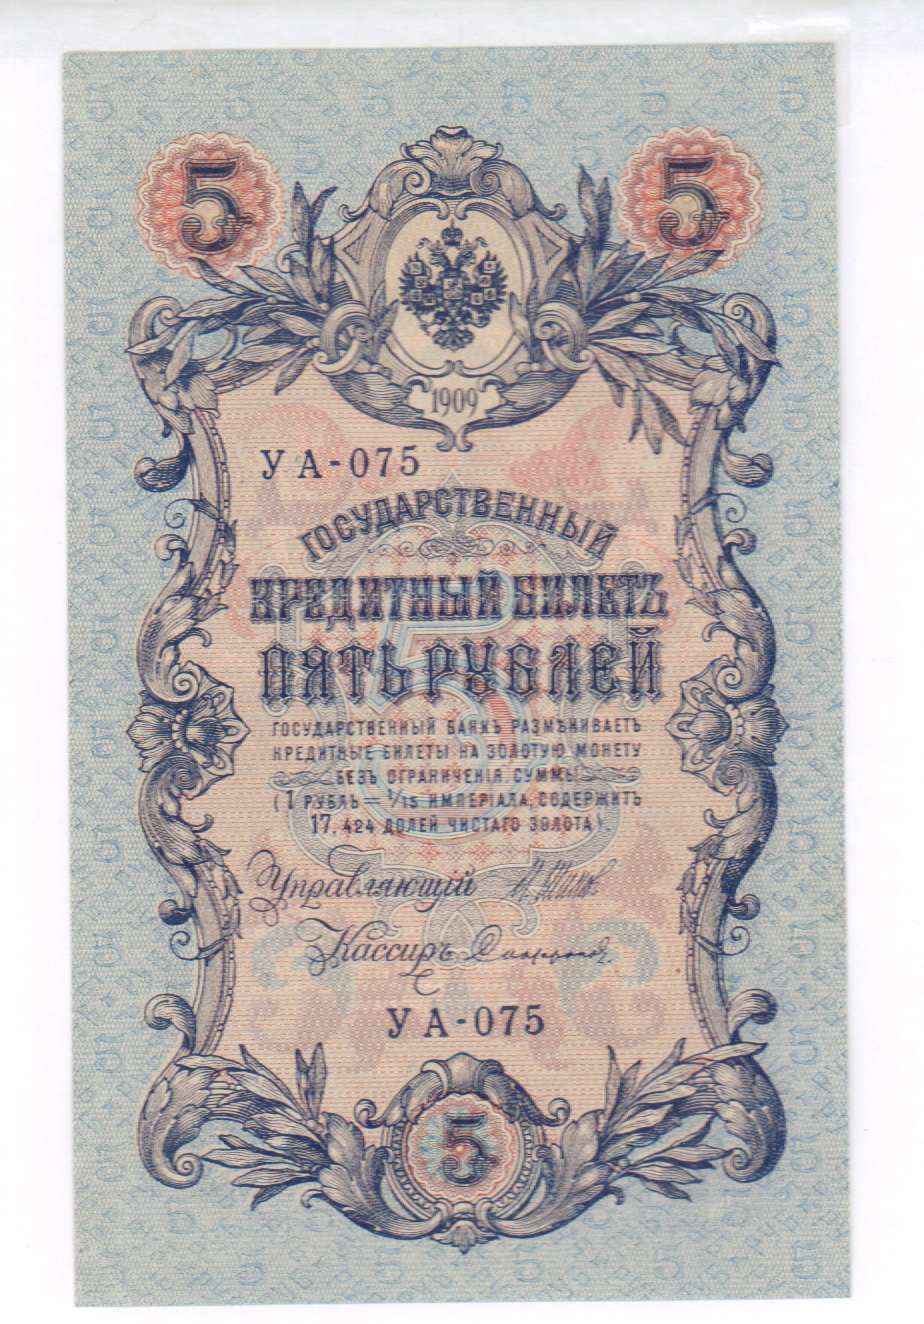 5 5
1909
УА-075
ГОСУДАРСТВЕННЫЙ
КРЕДИТНЫЙ БИЛЕТЪ
ПЯТЬ РУБЛЕЙ
ГОСУДАРСТВЕННЫЙ БАНКЪ РАЗМѢНИВАЕТЪ
КРЕДИТНЫЕ БИЛЕТЫ НА ЗОЛОТУЮ МОНЕТУ
БЕЗЪ ОГРАНИЧЕНІЯ СУММЫ
(1 РУБЛЬ = 1/15 ИМПЕРІАЛА, СОДЕРЖИТЪ
17,424 ДОЛЕЙ ЧИСТАГО ЗОЛОТА).
Управляющій
Кассиръ
УА-075
5